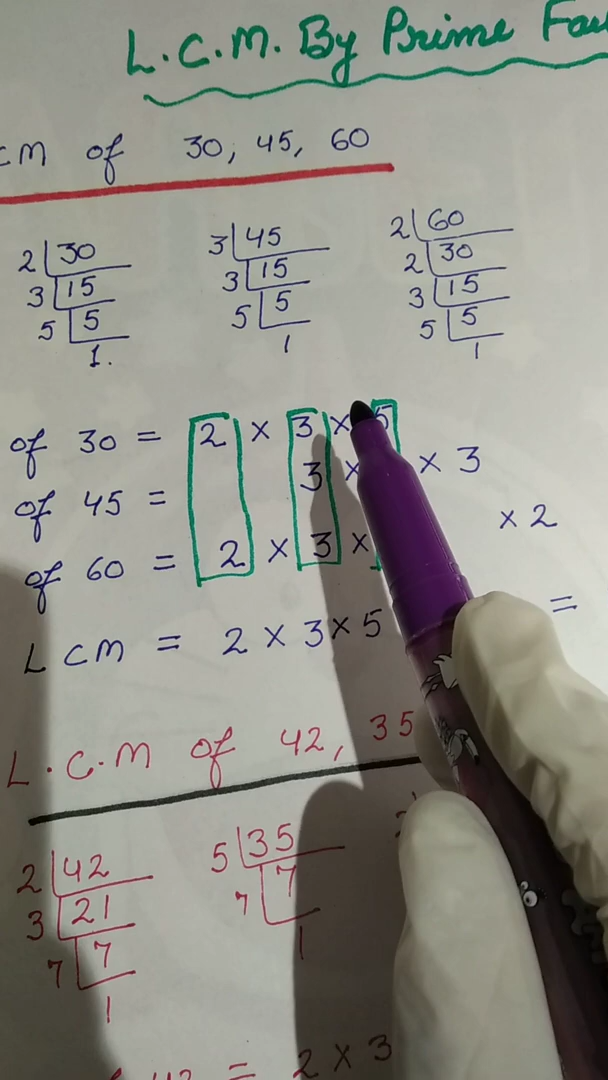 L.C.M. By Prime
of 30, 45, 60
2 30 3 45 2 60
3 15 3 15 2 30
5 5 5 5 3 15
1. 1 5 5
1
of 30 = 2 × 3 × 5
of 45 = 3 × × 3
of 60 = 2 × 3 × × 2
LCM = 2 × 3 × 5 =
L.C.M of 42, 35
2 42 5 35
3 21 7 7
7 7 1
1
= 2 × 3